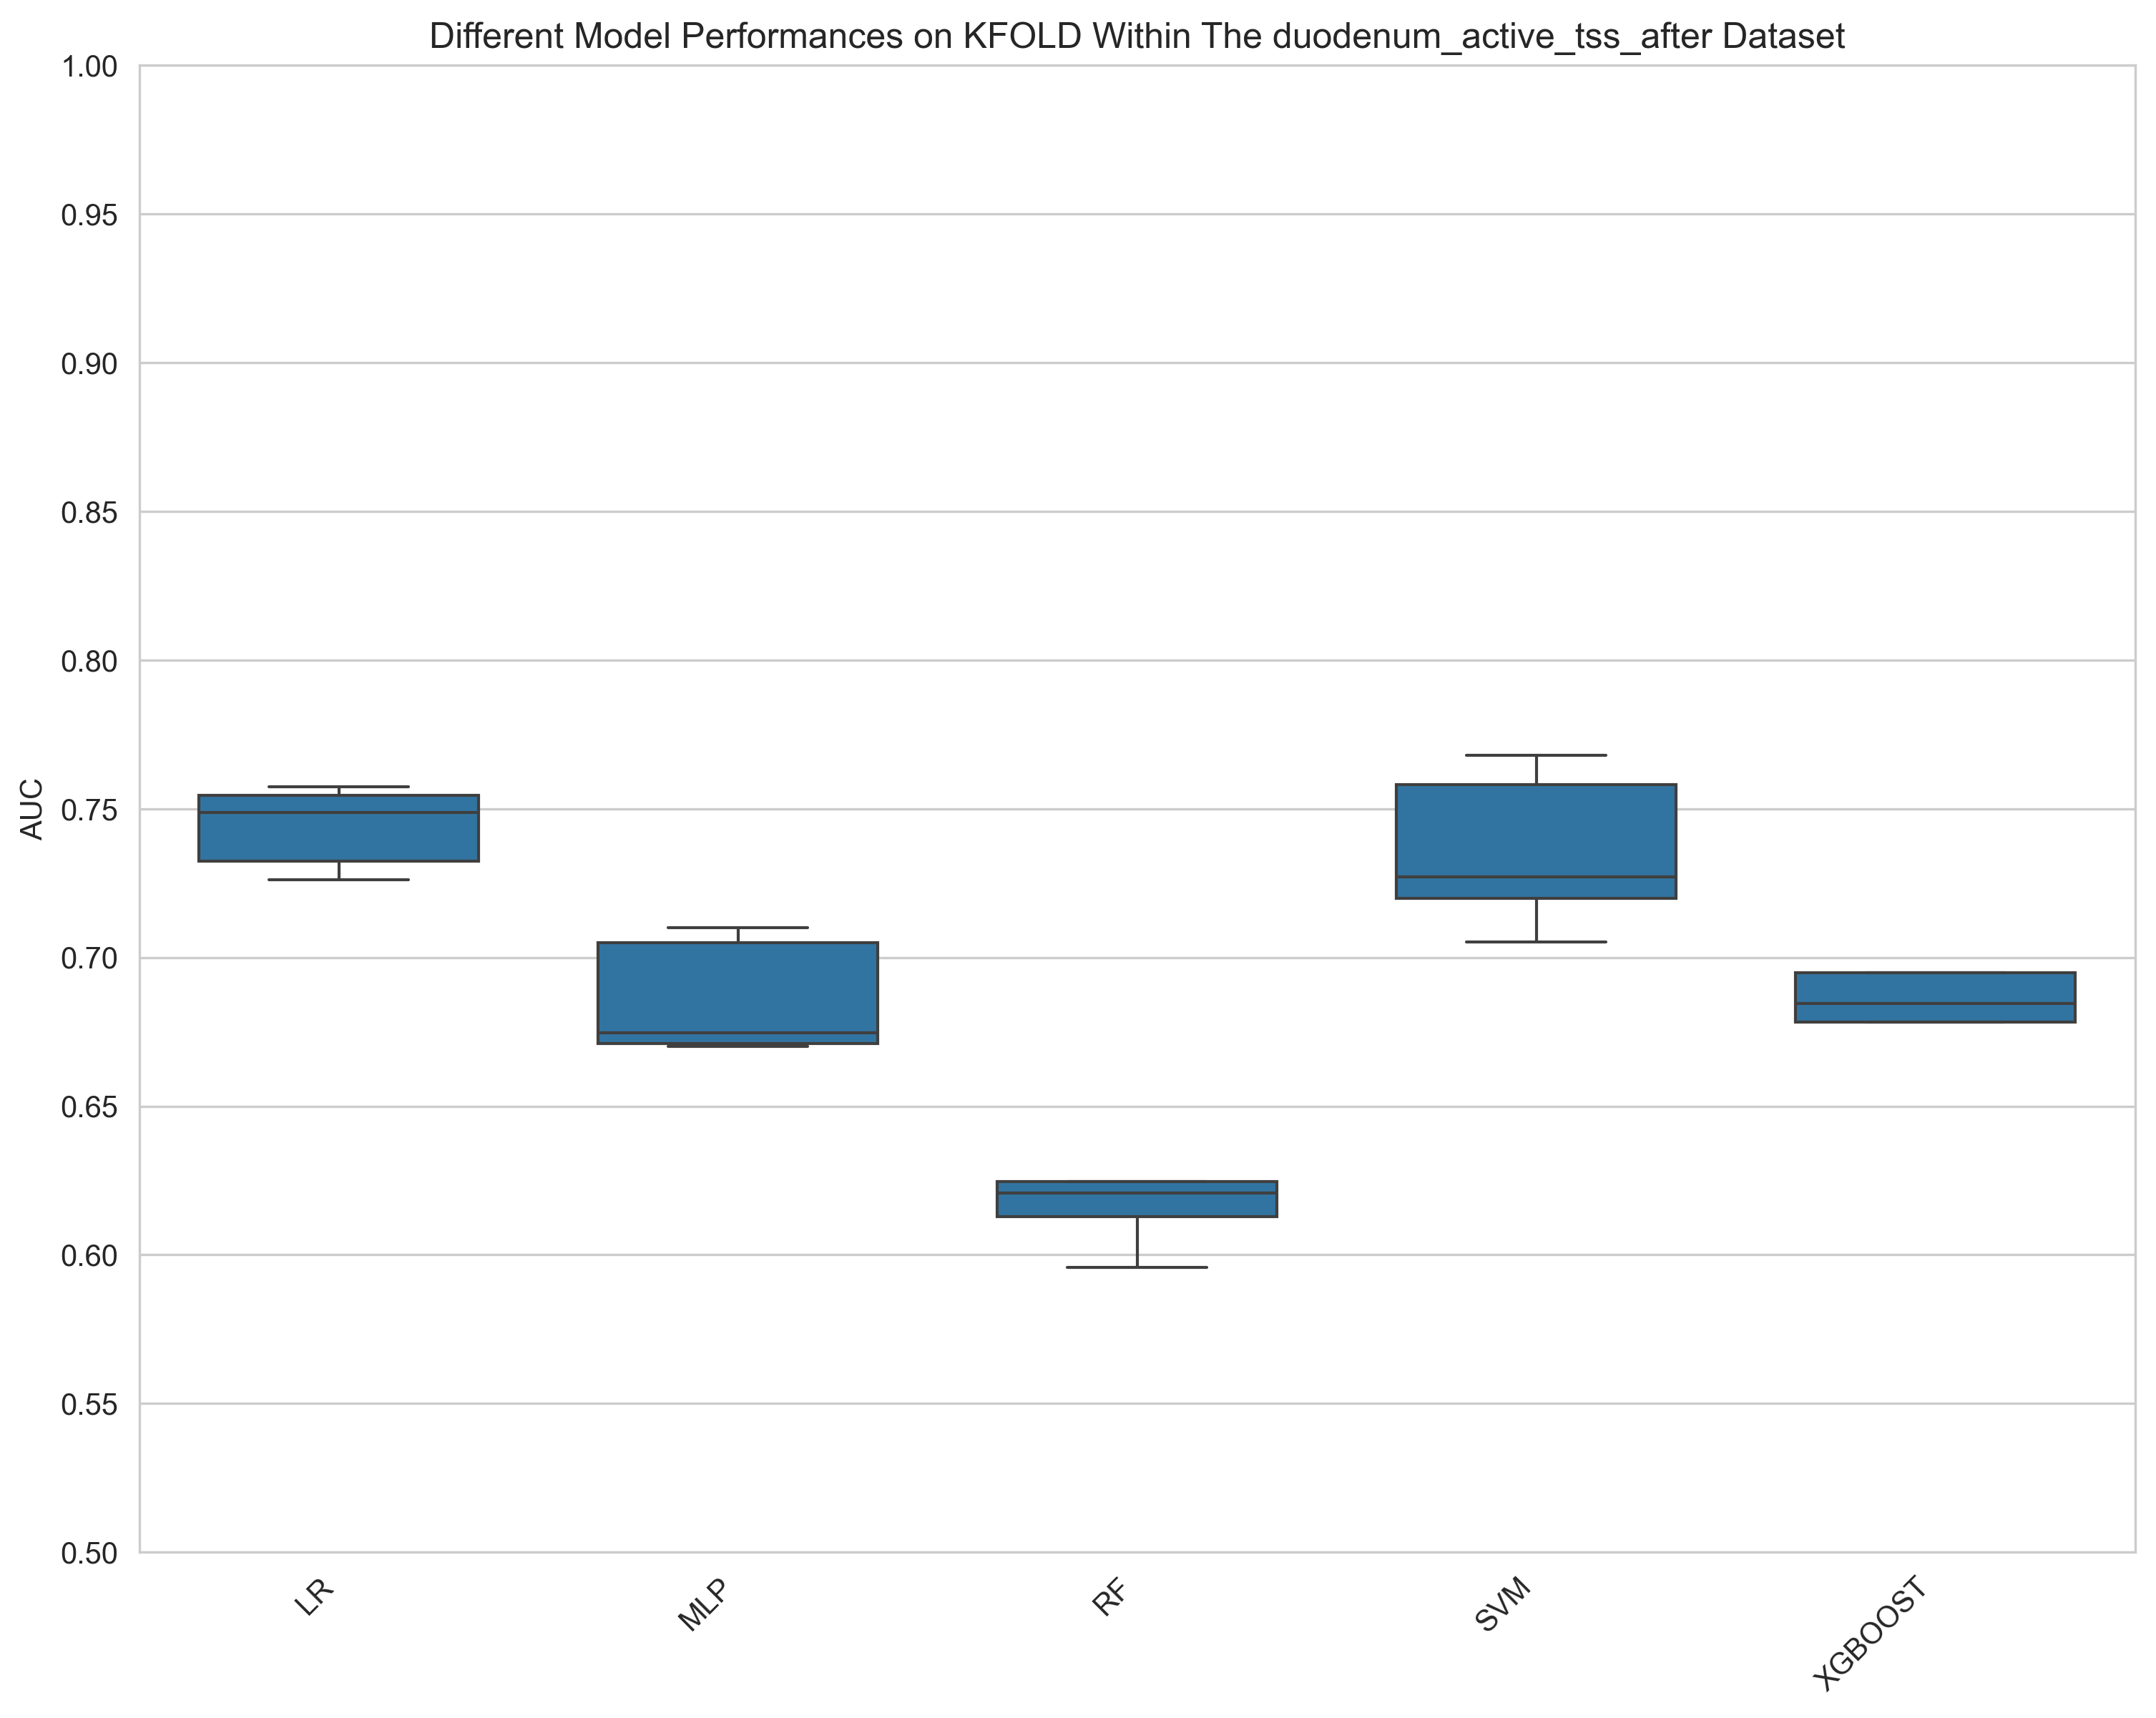 Different Model Performances on KFOLD Within The duodenum_active_tss_after Dataset
1.00
0.95
0.90
0.85
0.80
0.75
0.70
0.65
0.60
0.55
0.50
AUC
LR
MLP
RF
SVM
XGBOOST